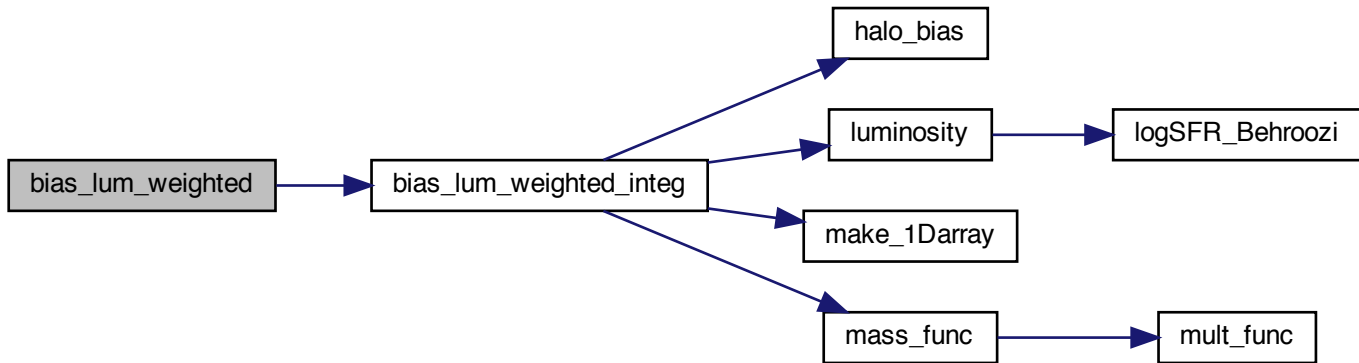 halo_bias
luminosity
logSFR_Behroozi
bias_lum_weighted
bias_lum_weighted_integ
make_1Darray
mass_func
mult_func